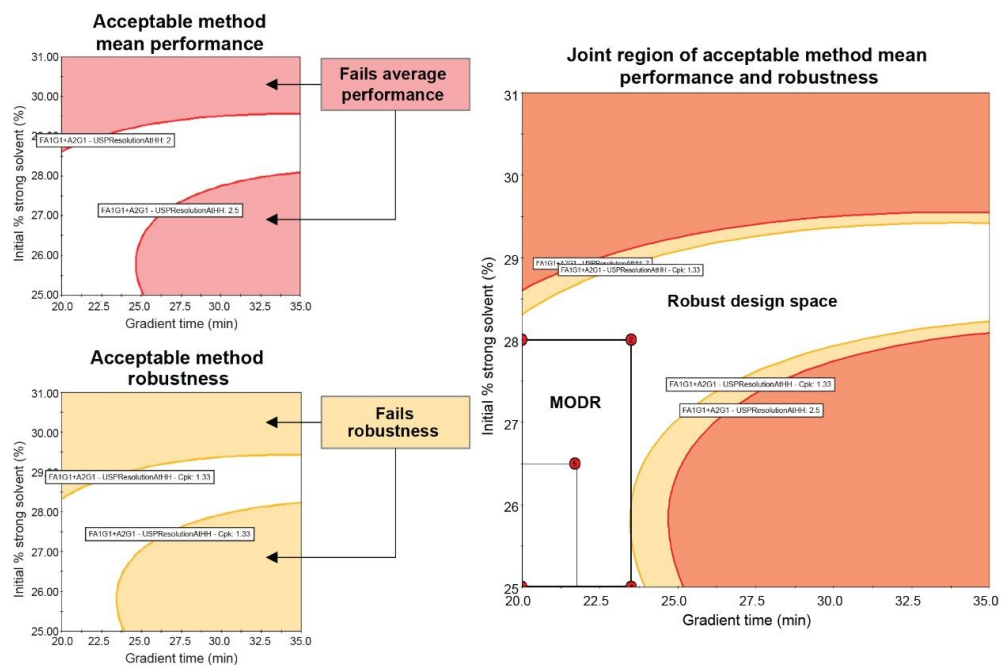 Acceptable method
mean performance
31.00
30.00
29.00
28.00
27.00
26.00
25.00
Initial % strong solvent (%)
FA1G1+A2G1 - USPResolutionAtHH: 2
FA1G1+A2G1 - USPResolutionAtHH: 2.5
20.0 22.5 25.0 27.5 30.0 32.5 35.0
Gradient time (min)
Fails average
performance
Acceptable method
robustness
31.00
30.00
29.00
28.00
27.00
26.00
25.00
Initial % strong solvent (%)
FA1G1+A2G1 - USPResolutionAtHH - Cpk: 1.33
FA1G1+A2G1 - USPResolutionAtHH - Cpk: 1.33
20.0 22.5 25.0 27.5 30.0 32.5 35.0
Gradient time (min)
Fails
robustness
Joint region of acceptable method mean
performance and robustness
31
30
29
28
27
26
25
Initial % strong solvent (%)
FA1G1+A2G1 - USPResolutionAtHH: 2
FA1G1+A2G1 - USPResolutionAtHH - Cpk: 1.33
Robust design space
MODR
FA1G1+A2G1 - USPResolutionAtHH - Cpk: 1.33
FA1G1+A2G1 - USPResolutionAtHH: 2.5
20.0 22.5 25.0 27.5 30.0 32.5 35.0
Gradient time (min)